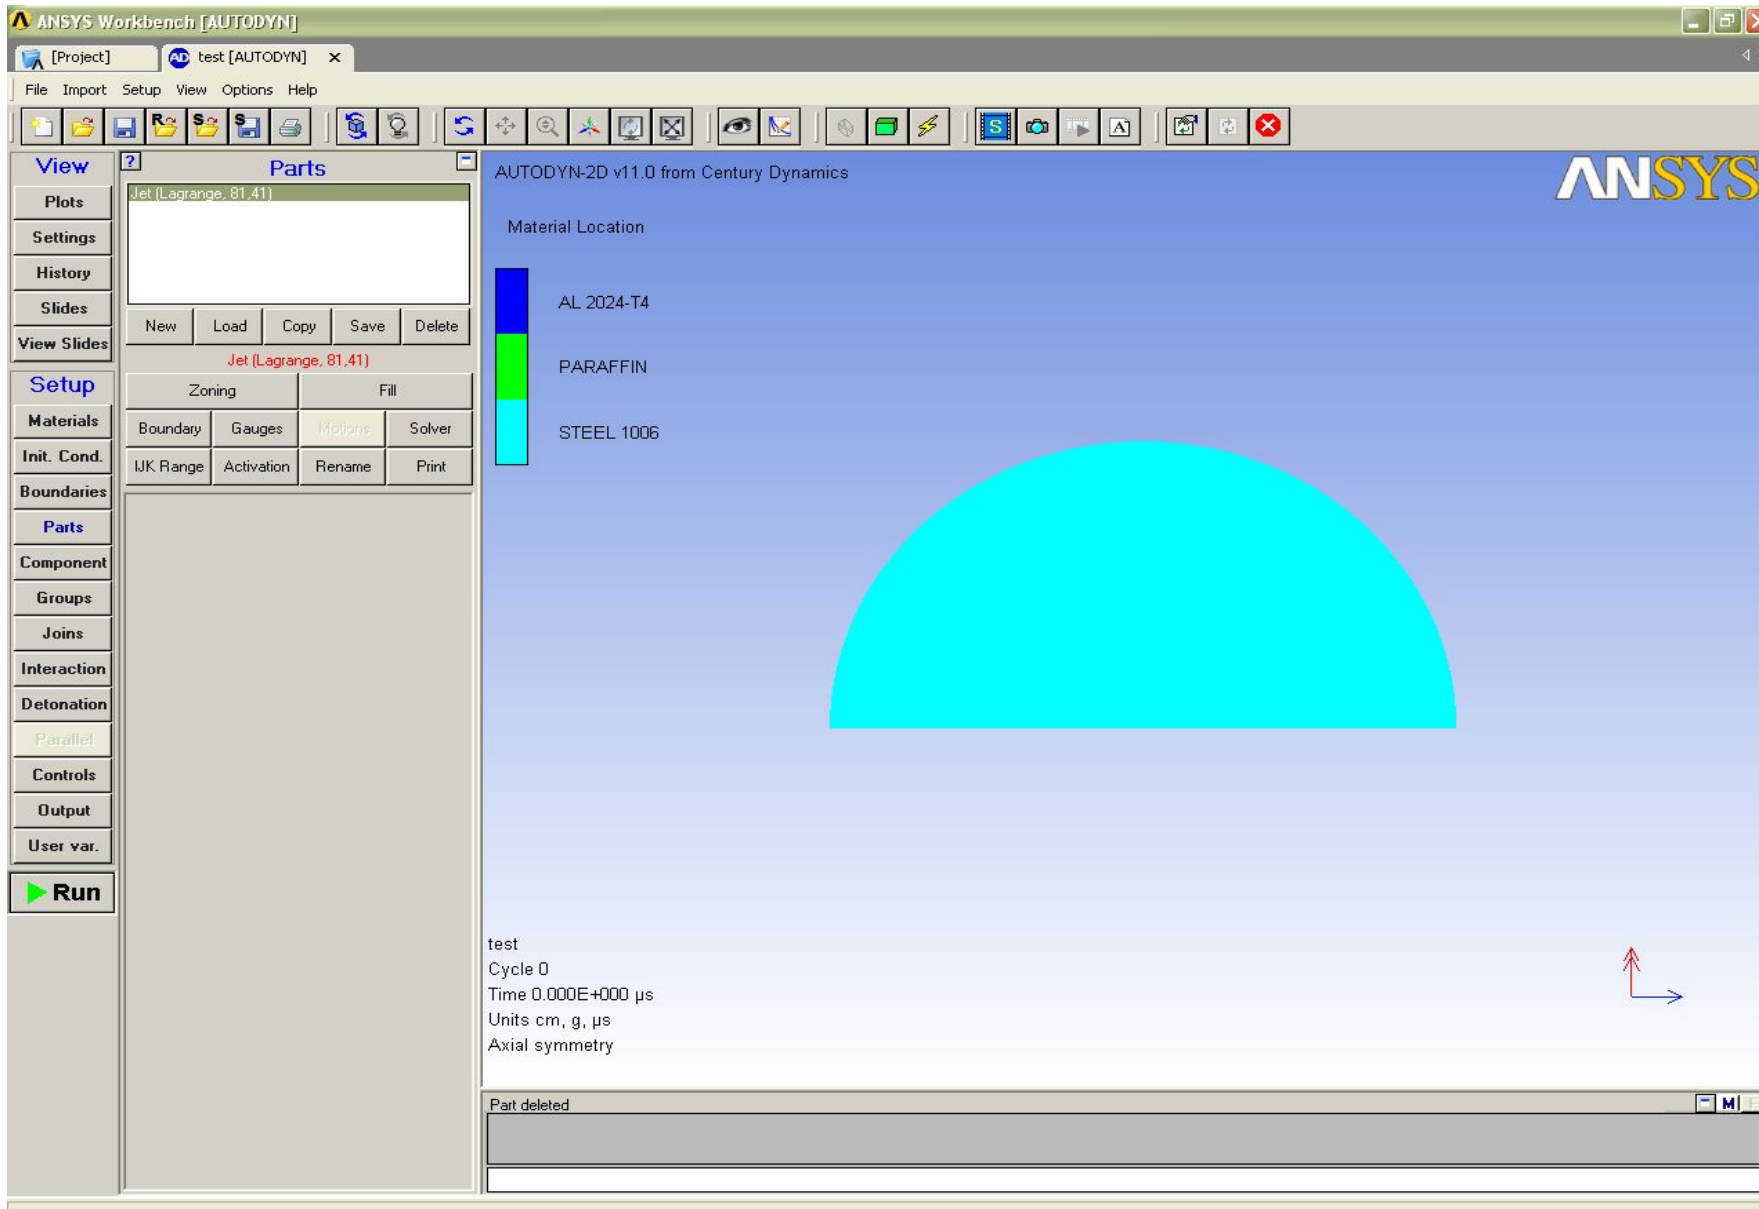 ANSYS Workbench [AUTODYN]
[Project]
AD test [AUTODYN] x
File Import Setup View Options Help
R S S S A
View
Plots
Settings
History
Slides
View Slides
Setup
Materials
Init. Cond.
Boundaries
Parts
Component
Groups
Joins
Interaction
Detonation
Parallel
Controls
Output
User var.
Run
? Parts
Jet (Lagrange, 81,41)
New Load Copy Save Delete
Jet (Lagrange, 81,41)
Zoning Fill
Boundary Gauges Motions Solver
IJK Range Activation Rename Print
AUTODYN-2D v11.0 from Century Dynamics
ANSYS
Material Location
AL 2024-T4
PARAFFIN
STEEL 1006
test
Cycle 0
Time 0.000E+000 µs
Units cm, g, µs
Axial symmetry
Part deleted
M